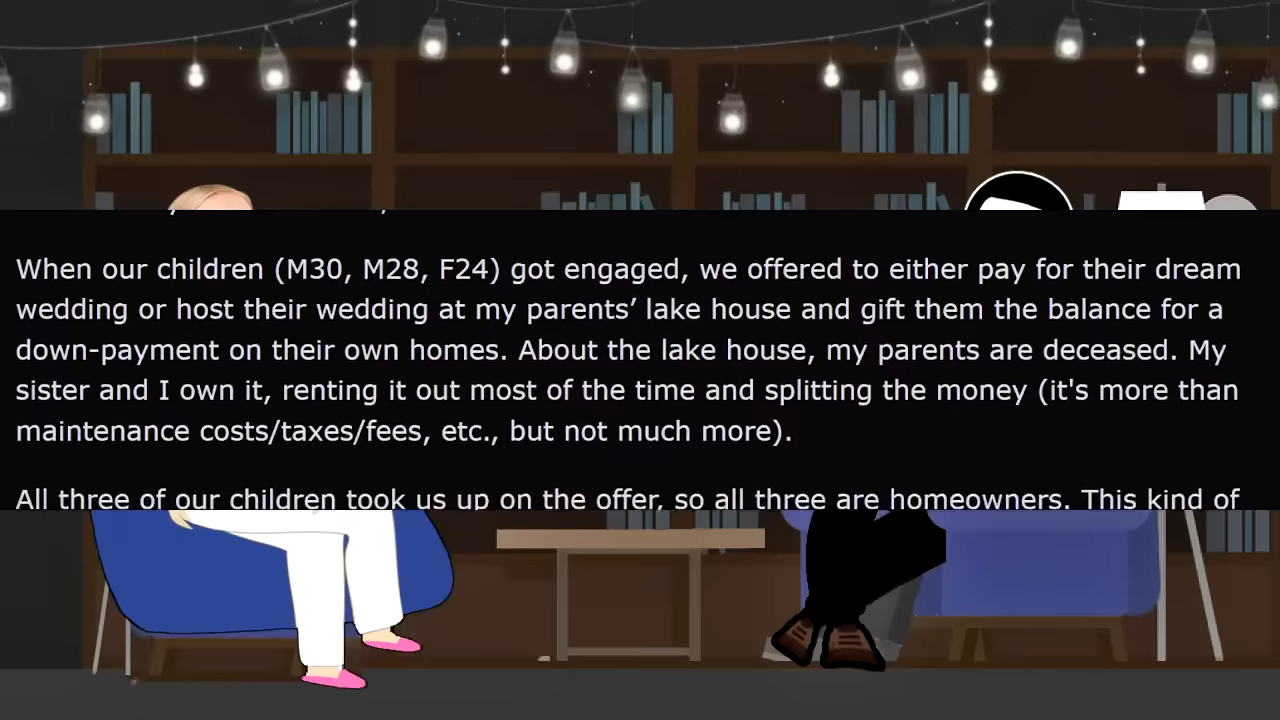 When our children (M30, M28, F24) got engaged, we offered to either pay for their dream
wedding or host their wedding at my parents’ lake house and gift them the balance for a
down-payment on their own homes. About the lake house, my parents are deceased. My
sister and I own it, renting it out most of the time and splitting the money (it's more than
maintenance costs/taxes/fees, etc., but not much more).
All three of our children took us up on the offer, so all three are homeowners. This kind of